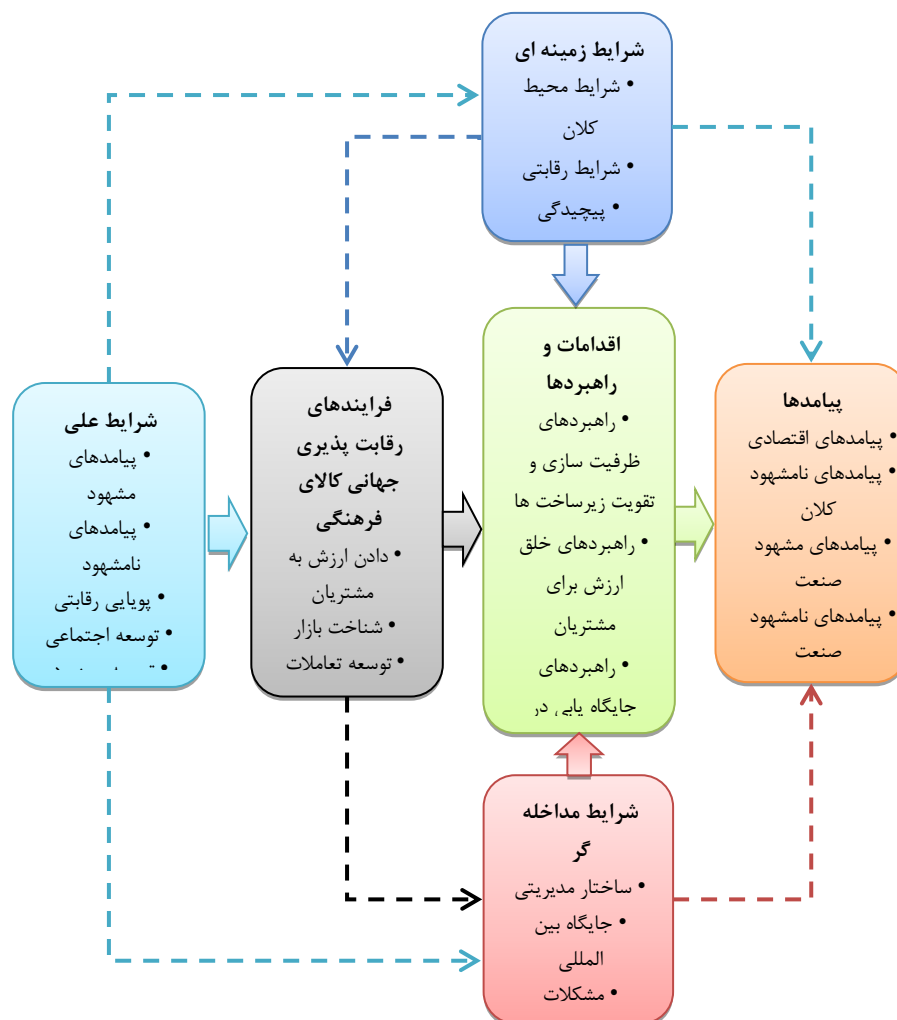 شرایط زمینه ای
• شرایط محیط
کلان
• شرایط رقابتی
• پیچیدگی
شرایط علی
• پیامدهای
مشهود
• پیامدهای
نامشهود
• پویایی رقابتی
• توسعه اجتماعی
فرایندهای
رقابت پذیری
جهانی کالای
فرهنگی
• دادن ارزش به
مشتریان
• شناخت بازار
• توسعه تعاملات
اقدامات و
راهبردها
• راهبردهای
ظرفیت سازی و
تقویت زیرساخت ها
• راهبردهای خلق
ارزش برای
مشتریان
• راهبردهای
جایگاه یابی در
پیامدها
• پیامدهای اقتصادی
• پیامدهای نامشهود
کلان
• پیامدهای مشهود
صنعت
• پیامدهای نامشهود
صنعت
شرایط مداخله
گر
• ساختار مدیریتی
• جایگاه بین
المللی
• مشکلات